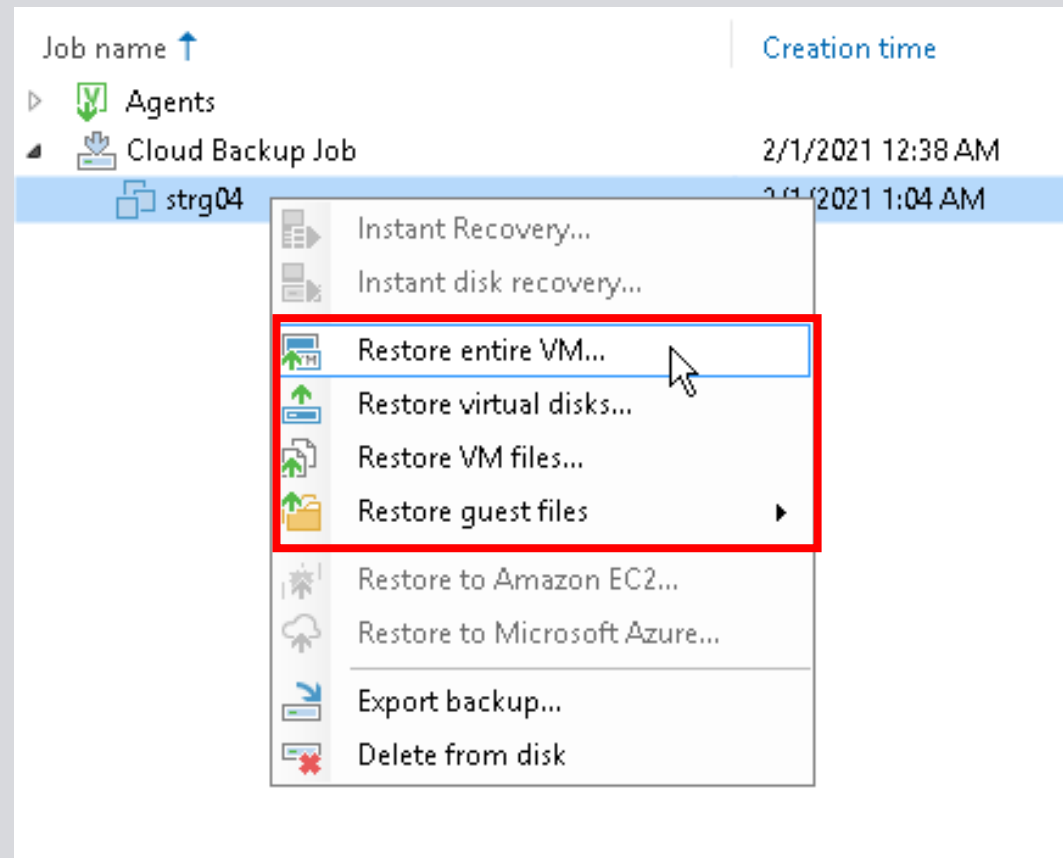 Job name
Creation time
Agents
Cloud Backup Job
2/1/2021 12:38 AM
strg04
2/1/2021 1:04 AM
Instant Recovery...
Instant disk recovery...
Restore entire VM...
Restore virtual disks...
Restore VM files...
Restore guest files
Restore to Amazon EC2...
Restore to Microsoft Azure...
Export backup...
Delete from disk